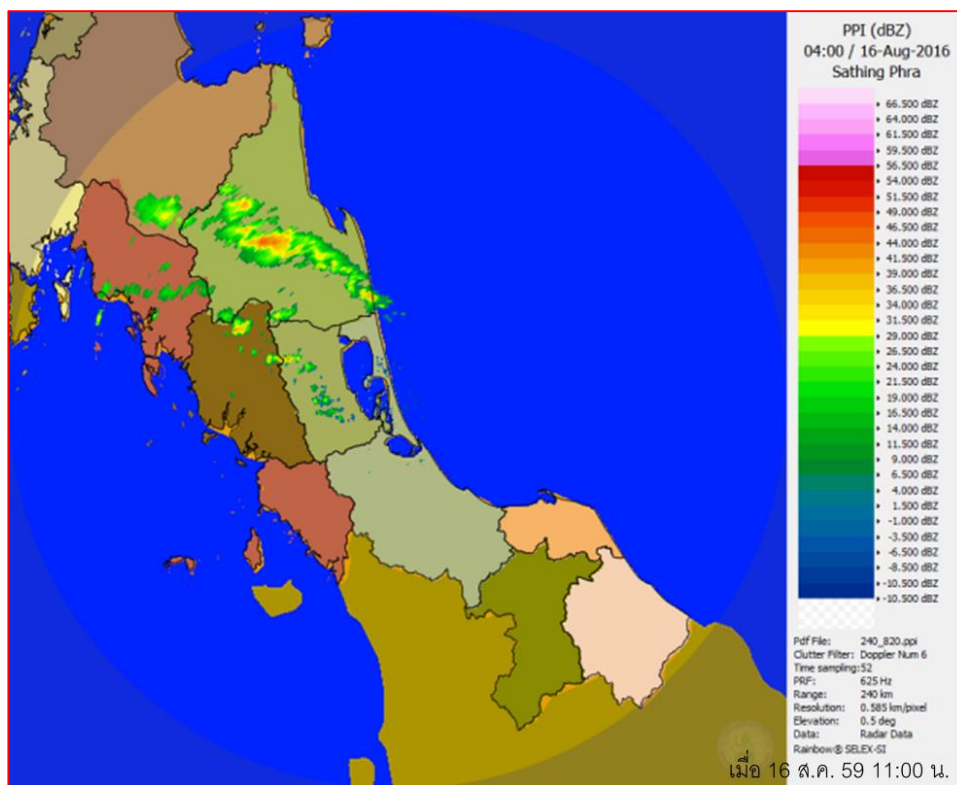 PPI (dBZ)
04:00 / 16-Aug-2016
Sathing Phra
66.500 dBZ
64.000 dBZ
61.500 dBZ
59.500 dBZ
56.500 dBZ
54.000 dBZ
51.500 dBZ
49.000 dBZ
46.500 dBZ
44.000 dBZ
41.500 dBZ
39.000 dBZ
36.500 dBZ
34.000 dBZ
31.500 dBZ
29.000 dBZ
26.500 dBZ
24.000 dBZ
21.500 dBZ
19.000 dBZ
16.500 dBZ
14.000 dBZ
11.500 dBZ
9.000 dBZ
6.500 dBZ
4.000 dBZ
1.500 dBZ
-1.000 dBZ
-3.500 dBZ
-6.500 dBZ
-8.500 dBZ
-10.500 dBZ
-10.500 dBZ
Pdf File: 240_820.ppi
Clutter Filter: Doppler Num 6
Time sampling: 52
PRF: 625 Hz
Range: 240 km
Resolution: 0.585 km/pixel
Elevation: 0.5 deg
Data: Radar Data
Rainbow® SELEX-SI
เมื่อ 16 ส.ค. 59 11:00 น.